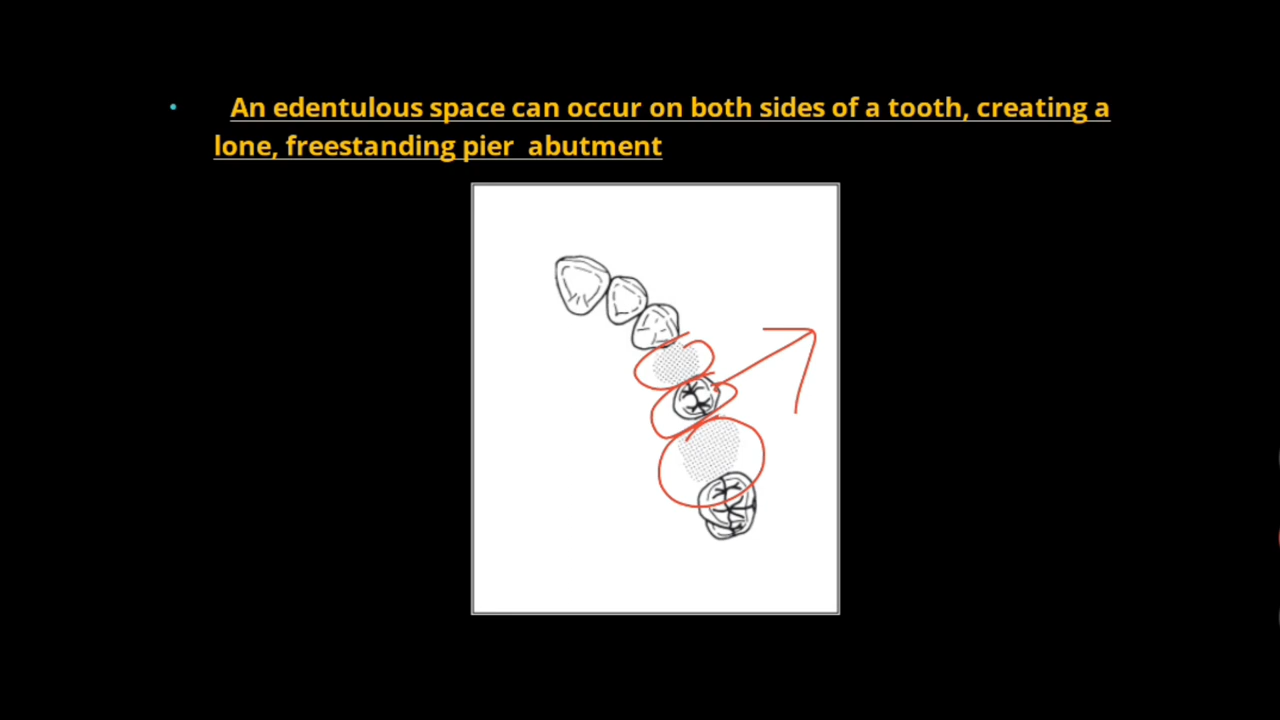 • An edentulous space can occur on both sides of a tooth, creating a
lone, freestanding pier abutment